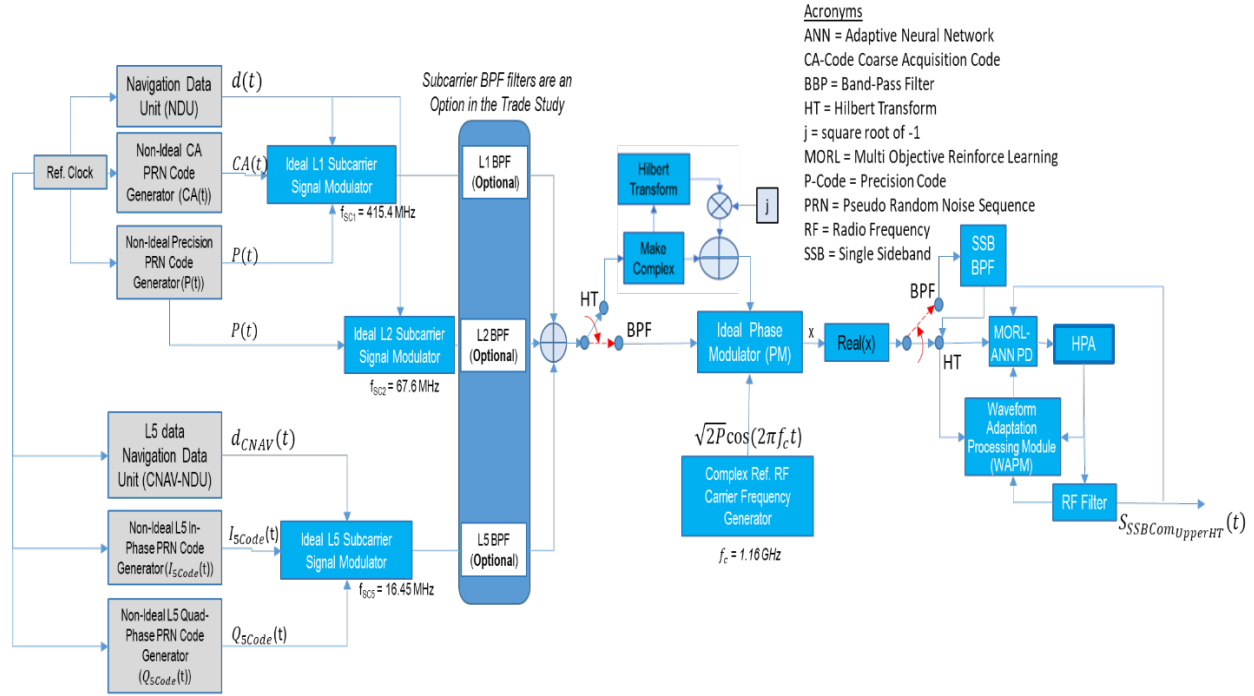 Acronyms
ANN = Adaptive Neural Network
CA-Code Coarse Acquisition Code
BBP = Band-Pass Filter
HT = Hilbert Transform
j = square root of -1
MORL = Multi Objective Reinforce Learning
P-Code = Precision Code
PRN = Pseudo Random Noise Sequence
RF = Radio Frequency
SSB = Single Sideband
Subcarrier BPF filters are an
Option in the Trade Study
Ref. Clock
Navigation Data
Unit (NDU)
d(t)
Non-Ideal CA
PRN Code
Generator (CA(t))
CA(t)
Non-Ideal Precision
PRN Code
Generator(P(t))
P(t)
P(t)
Ideal L1 Subcarrier
Signal Modulator
f_SC1 = 415.4 MHz
Ideal L2 Subcarrier
Signal Modulator
f_SC2 = 67.6 MHz
L5 data
Navigation Data
Unit (CNAV-NDU)
d_CNAV(t)
Non-Ideal L5 In-
Phase PRN Code
Generator(I_5Code(t))
I_5Code(t)
Non-Ideal L5 Quad-
Phase PRN Code
Generator
(Q_5Code(t))
Q_5Code(t)
Ideal L5 Subcarrier
Signal Modulator
f_SC5 = 16.45 MHz
L1 BPF
(Optional)
L2 BPF
(Optional)
L5 BPF
(Optional)
HT
BPF
Hilbert
Transform
j
Make
Complex
Ideal Phase
Modulator (PM)
x
Real(x)
√2P cos(2πf_c t)
Complex Ref. RF
Carrier Frequency
Generator
f_c = 1.16 GHz
BPF
HT
SSB
BPF
MORL-
ANN PD
HPA
Waveform
Adaptation
Processing Module
(WAPM)
RF Filter
S_SSBCom_UpperHT(t)